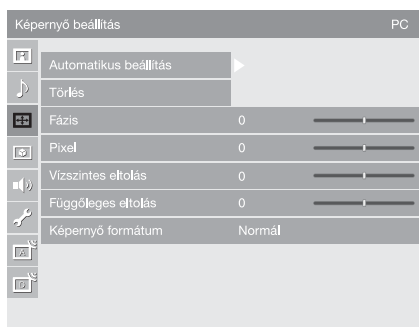 Képernyő beállítás PC
Automatikus beállítás
Törlés
Fázis 0
Pixel 0
Vízszintes eltolás 0
Függőleges eltolás 0
Képernyő formátum Normál